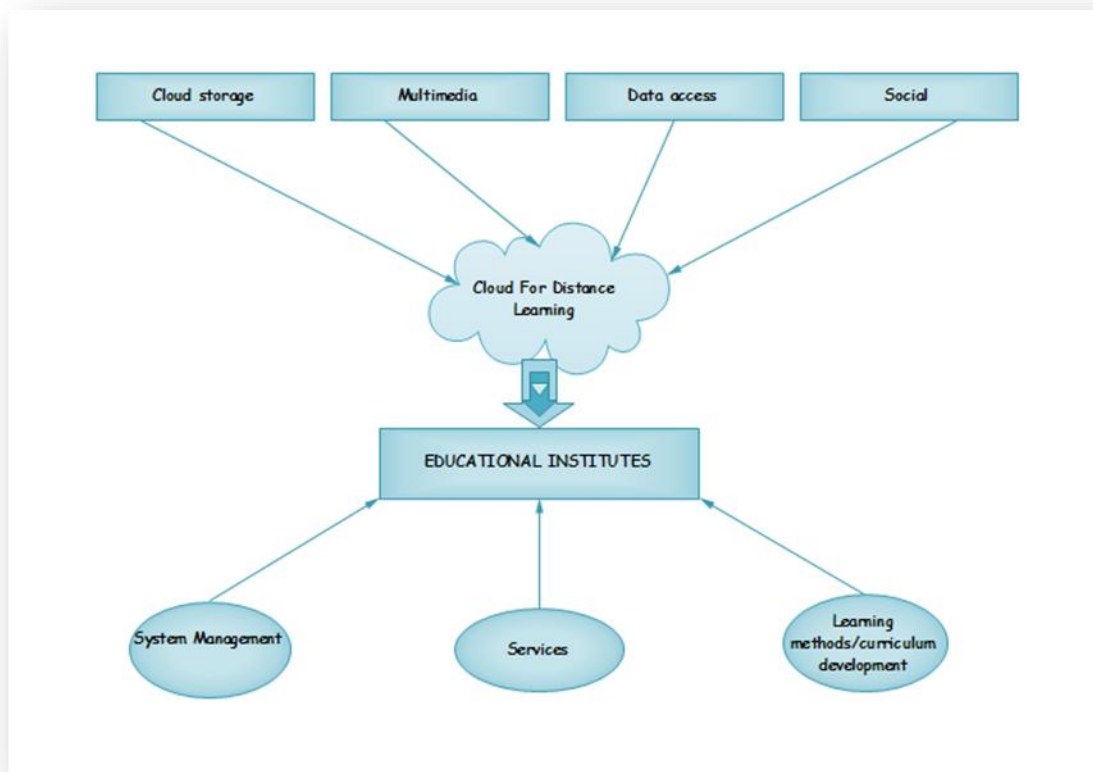 Cloud storage
Multimedia
Data access
Social
Cloud For Distance
Learning
EDUCATIONAL INSTITUTES
System Management
Services
Learning
methods/curriculum
development